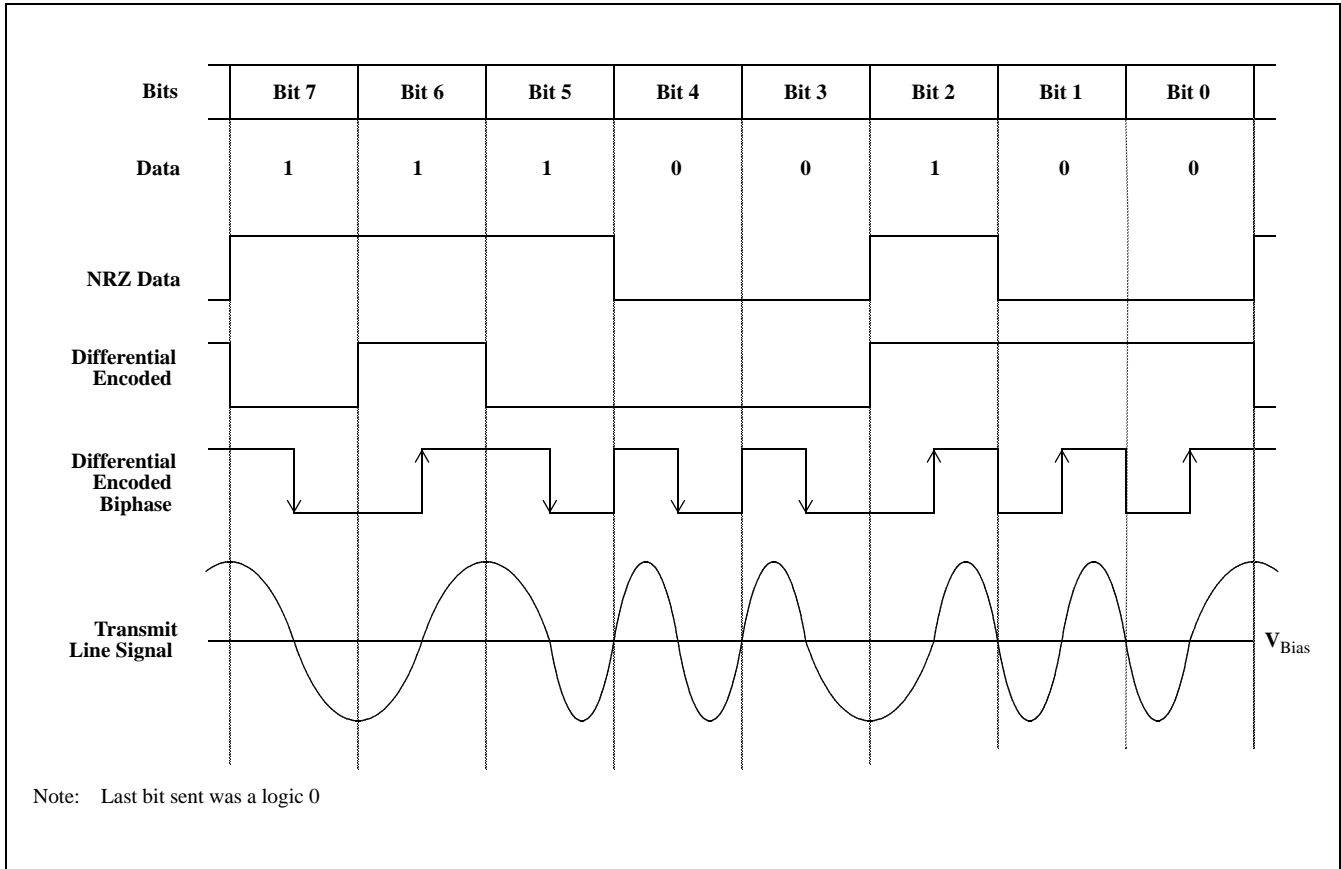 Bits Bit 7 Bit 6 Bit 5 Bit 4 Bit 3 Bit 2 Bit 1 Bit 0
Data 1 1 1 0 0 1 0 0
NRZ Data
Differential
Encoded
Differential
Encoded
Biphase
Transmit
Line Signal
VBias
Note: Last bit sent was a logic 0